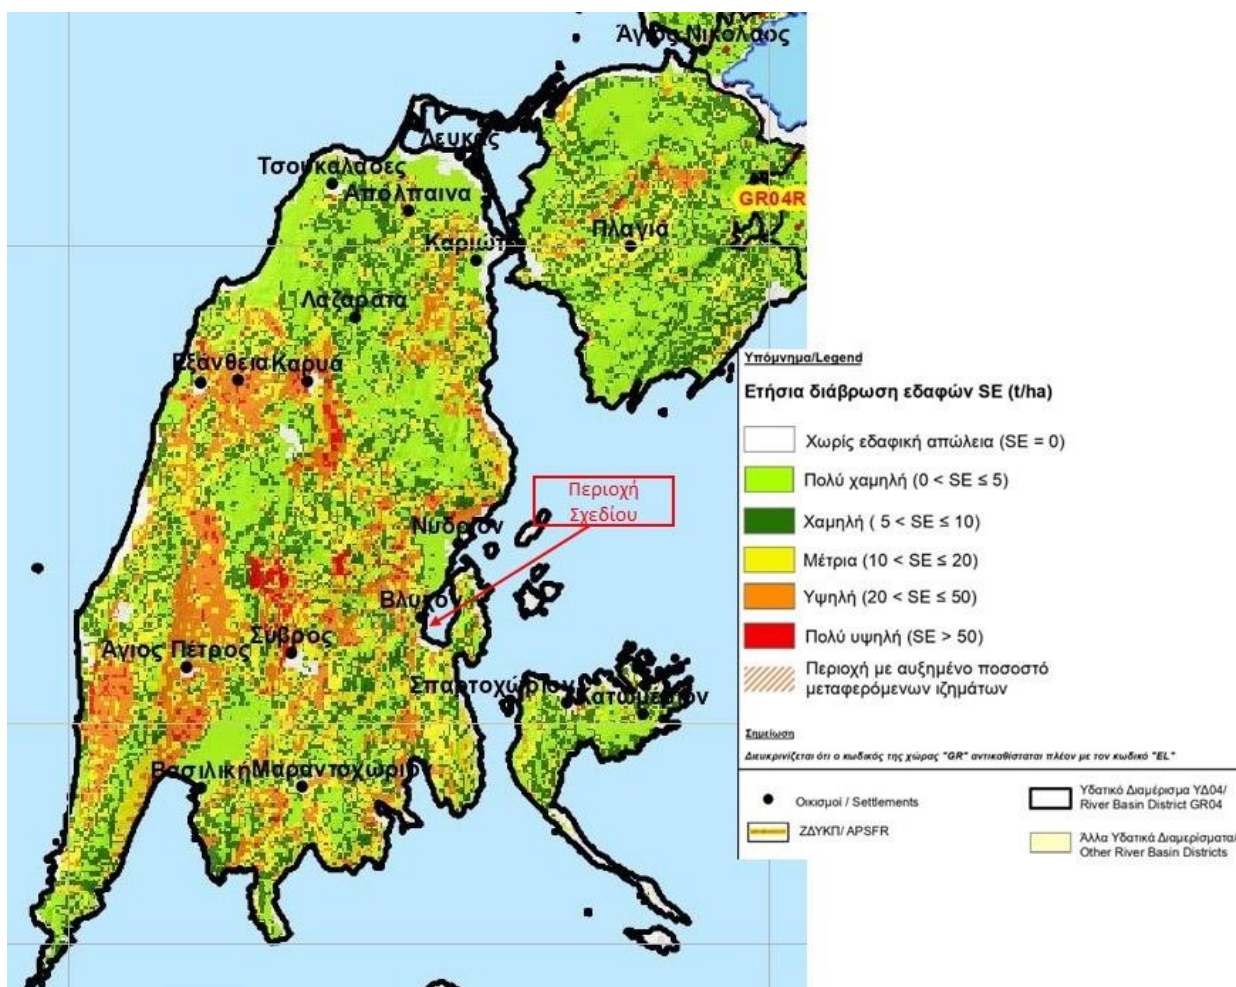 Άγιος Νικόλαος
Λευκάς
Τσουκαλάδες
Απόλπαινα
GR04R
Πλαγιά
Καριώτ
Λαζαράτα
Εξάνθεια
Καρυά
Περιοχή
Σχεδίου
Νυδρίον
Βλυχόν
Σύβρος
Άγιος Πέτρος
Σπαρτοχώριον
Κατωμέριον
Βασιλική
Μαραντοχώριον
Υπόμνημα/Legend
Ετήσια διάβρωση εδαφών SE (t/ha)
Χωρίς εδαφική απώλεια (SE = 0)
Πολύ χαμηλή (0 < SE ≤ 5)
Χαμηλή ( 5 < SE ≤ 10)
Μέτρια (10 < SE ≤ 20)
Υψηλή (20 < SE ≤ 50)
Πολύ υψηλή (SE > 50)
Περιοχή με αυξημένο ποσοστό
μεταφερόμενων ιζημάτων
Σημείωση
Διευκρινίζεται ότι ο κωδικός της χώρας "GR" αντικαθίσταται πλέον με τον κωδικό "EL"
Οικισμοί / Settlements
ΖΔΥΚΠ/ APSFR
Υδατικό Διαμέρισμα ΥΔ04/
River Basin District GR04
Άλλα Υδατικά Διαμερίσματα/
Other River Basin Districts